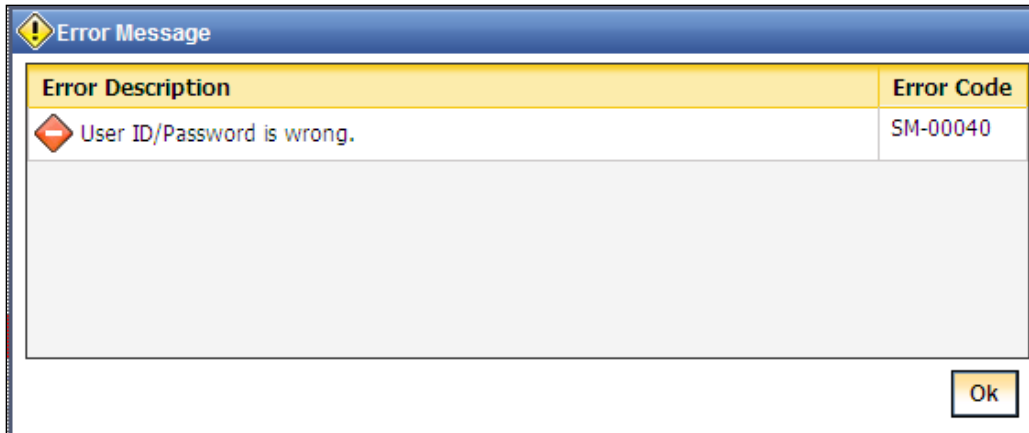 Error Message
Error Description Error Code
User ID/Password is wrong. SM-00040
Ok